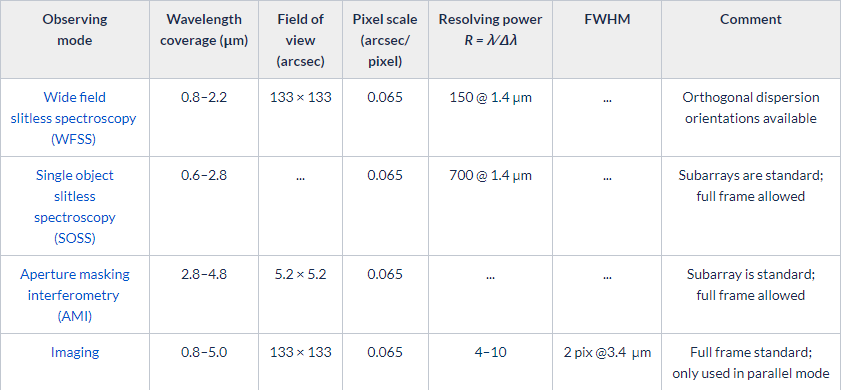 Observing mode | Wavelength coverage (μm) | Field of view (arcsec) | Pixel scale (arcsec/pixel) | Resolving power R = λ/Δλ | FWHM | Comment
Wide field slitless spectroscopy (WFSS) | 0.8–2.2 | 133 × 133 | 0.065 | 150 @ 1.4 μm | ... | Orthogonal dispersion orientations available
Single object slitless spectroscopy (SOSS) | 0.6–2.8 | ... | 0.065 | 700 @ 1.4 μm | ... | Subarrays are standard; full frame allowed
Aperture masking interferometry (AMI) | 2.8–4.8 | 5.2 × 5.2 | 0.065 | ... | ... | Subarray is standard; full frame allowed
Imaging | 0.8–5.0 | 133 × 133 | 0.065 | 4–10 | 2 pix @3.4 μm | Full frame standard; only used in parallel mode